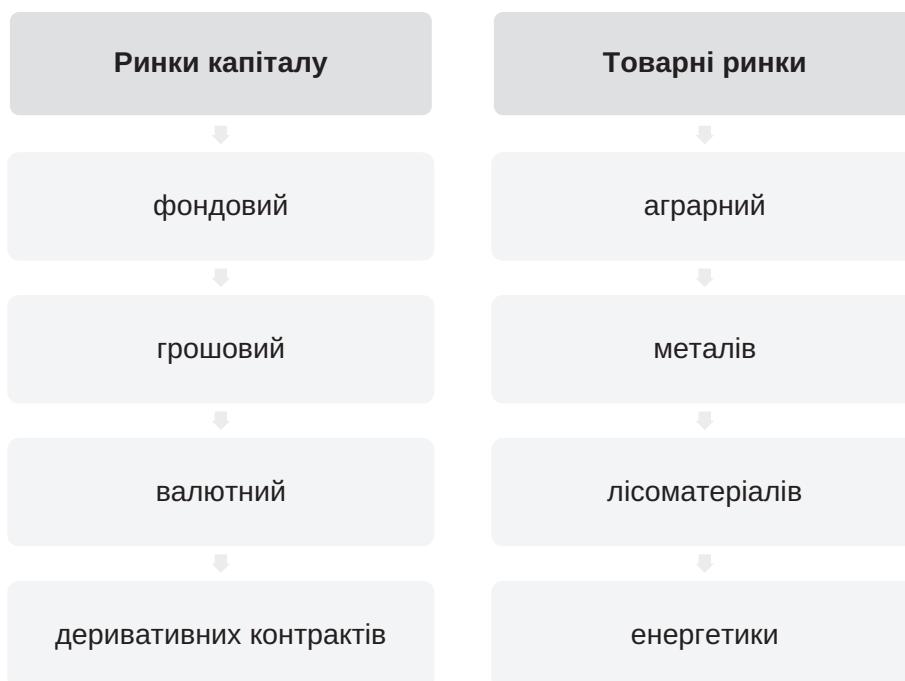 Ринки капіталу
фондовий
грошовий
валютний
деривативних контрактів
Товарні ринки
аграрний
металів
лісоматеріалів
енергетики